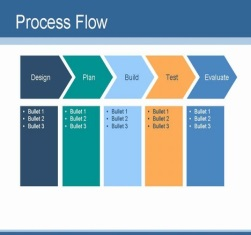 Process Flow
Design
Plan
Build
Test
Evaluate
• Bullet 1
• Bullet 2
• Bullet 3
• Bullet 1
• Bullet 2
• Bullet 3
• Bullet 1
• Bullet 2
• Bullet 3
• Bullet 1
• Bullet 2
• Bullet 3
• Bullet 1
• Bullet 2
• Bullet 3